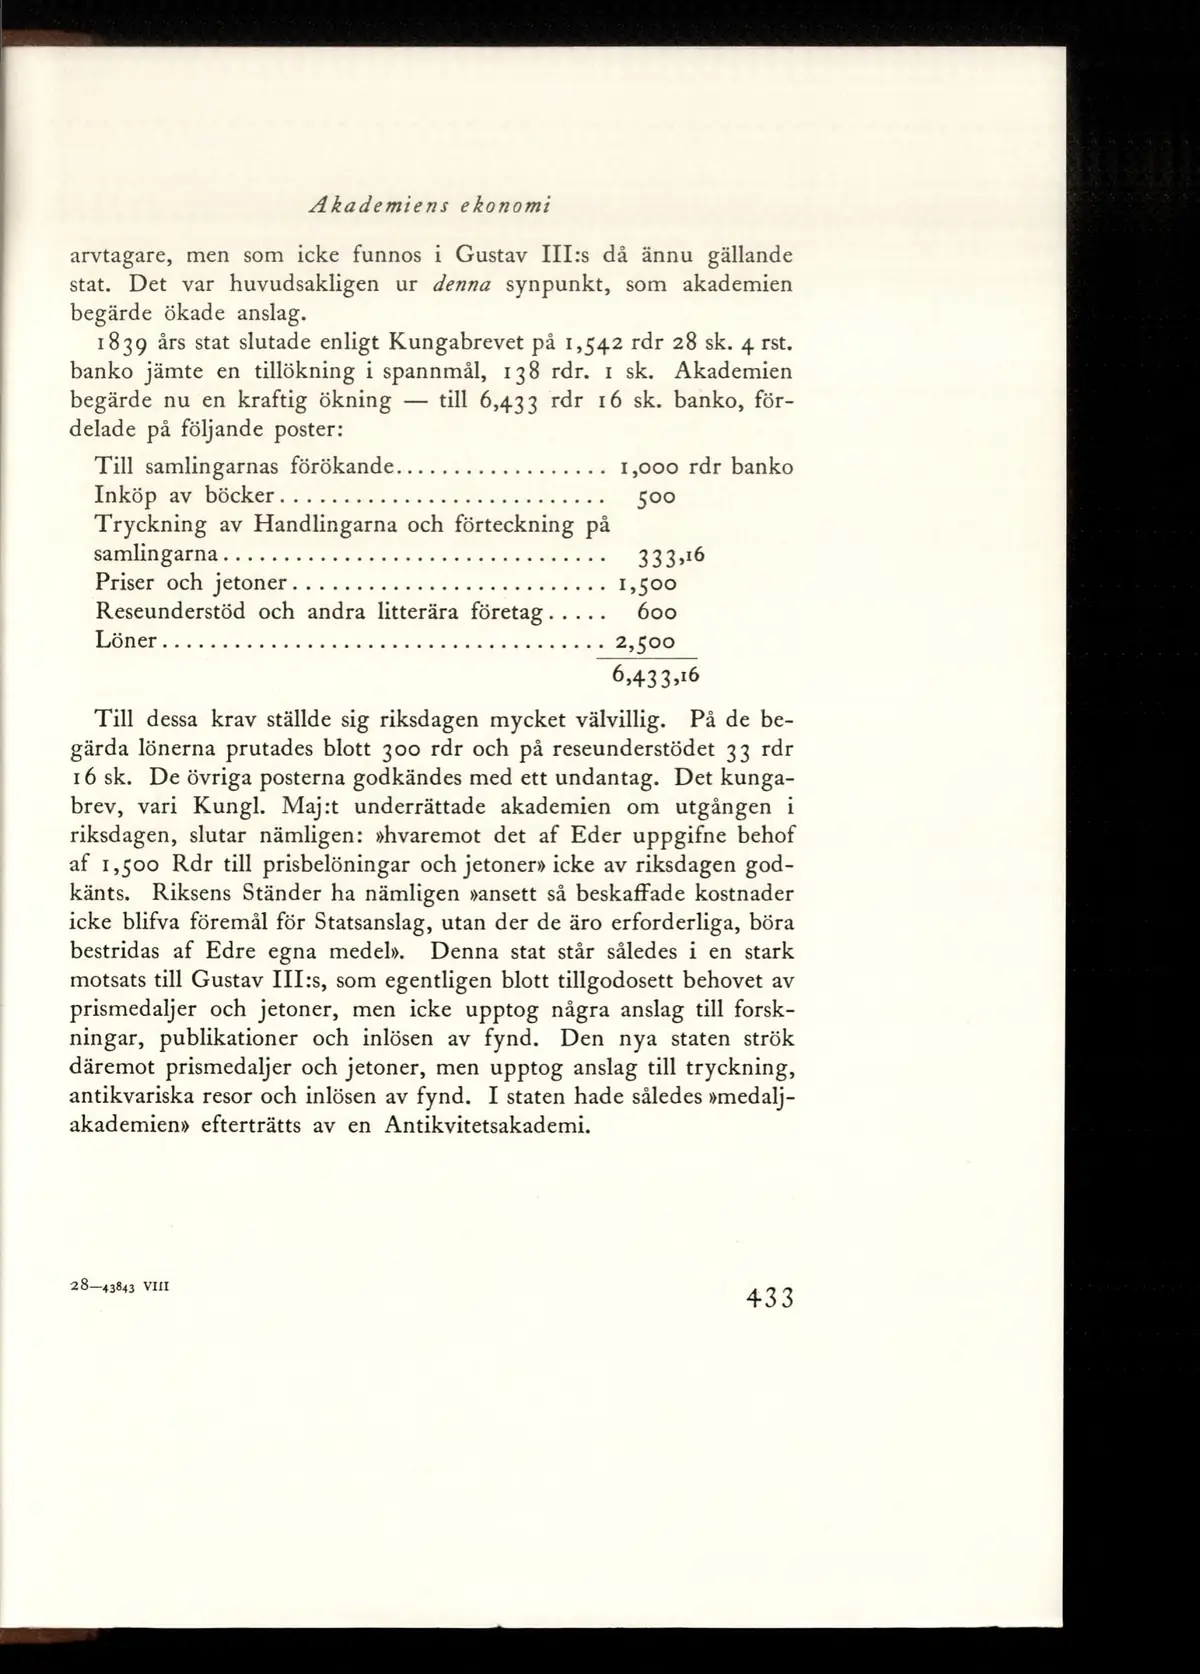 Akademiens ekonomi
arvtagare, men som icke funnos i Gustav III:s då ännu gällande
stat. Det var huvudsakligen ur denna synpunkt, som akademien
begärde ökade anslag.
1839 års stat slutade enligt Kungabrevet på 1,542 rdr 28 sk. 4 rst.
banko jämte en tillökning i spannmål, 138 rdr. 1 sk. Akademien
begärde nu en kraftig ökning — till 6,433 rdr 16 sk. banko, för-
delade på följande poster:
Till samlingarnas förökande.................. 1,000 rdr banko
Inköp av böcker........................... 500
Tryckning av Handlingarna och förteckning på
samlingarna................................ 333,16
Priser och jetoner.......................... 1,500
Reseunderstöd och andra litterära företag..... 600
Löner..................................... 2,500
6,433,16
Till dessa krav ställde sig riksdagen mycket välvillig. På de be-
gärda lönerna prutades blott 300 rdr och på reseunderstödet 33 rdr
16 sk. De övriga posterna godkändes med ett undantag. Det kunga-
brev, vari Kungl. Maj:t underrättade akademien om utgången i
riksdagen, slutar nämligen: »hvaremot det af Eder uppgifne behof
af 1,500 Rdr till prisbelöningar och jetoner» icke av riksdagen god-
känts. Riksens Ständer ha nämligen »ansett så beskaffade kostnader
icke blifva föremål för Statsanslag, utan der de äro erforderliga, böra
bestridas af Edre egna medel». Denna stat står således i en stark
motsats till Gustav III:s, som egentligen blott tillgodosett behovet av
prismedaljer och jetoner, men icke upptog några anslag till forsk-
ningar, publikationer och inlösen av fynd. Den nya staten strök
däremot prismedaljer och jetoner, men upptog anslag till tryckning,
antikvariska resor och inlösen av fynd. I staten hade således »medalj-
akademien» efterträtts av en Antikvitetsakademi.
28—43843 VIII
433